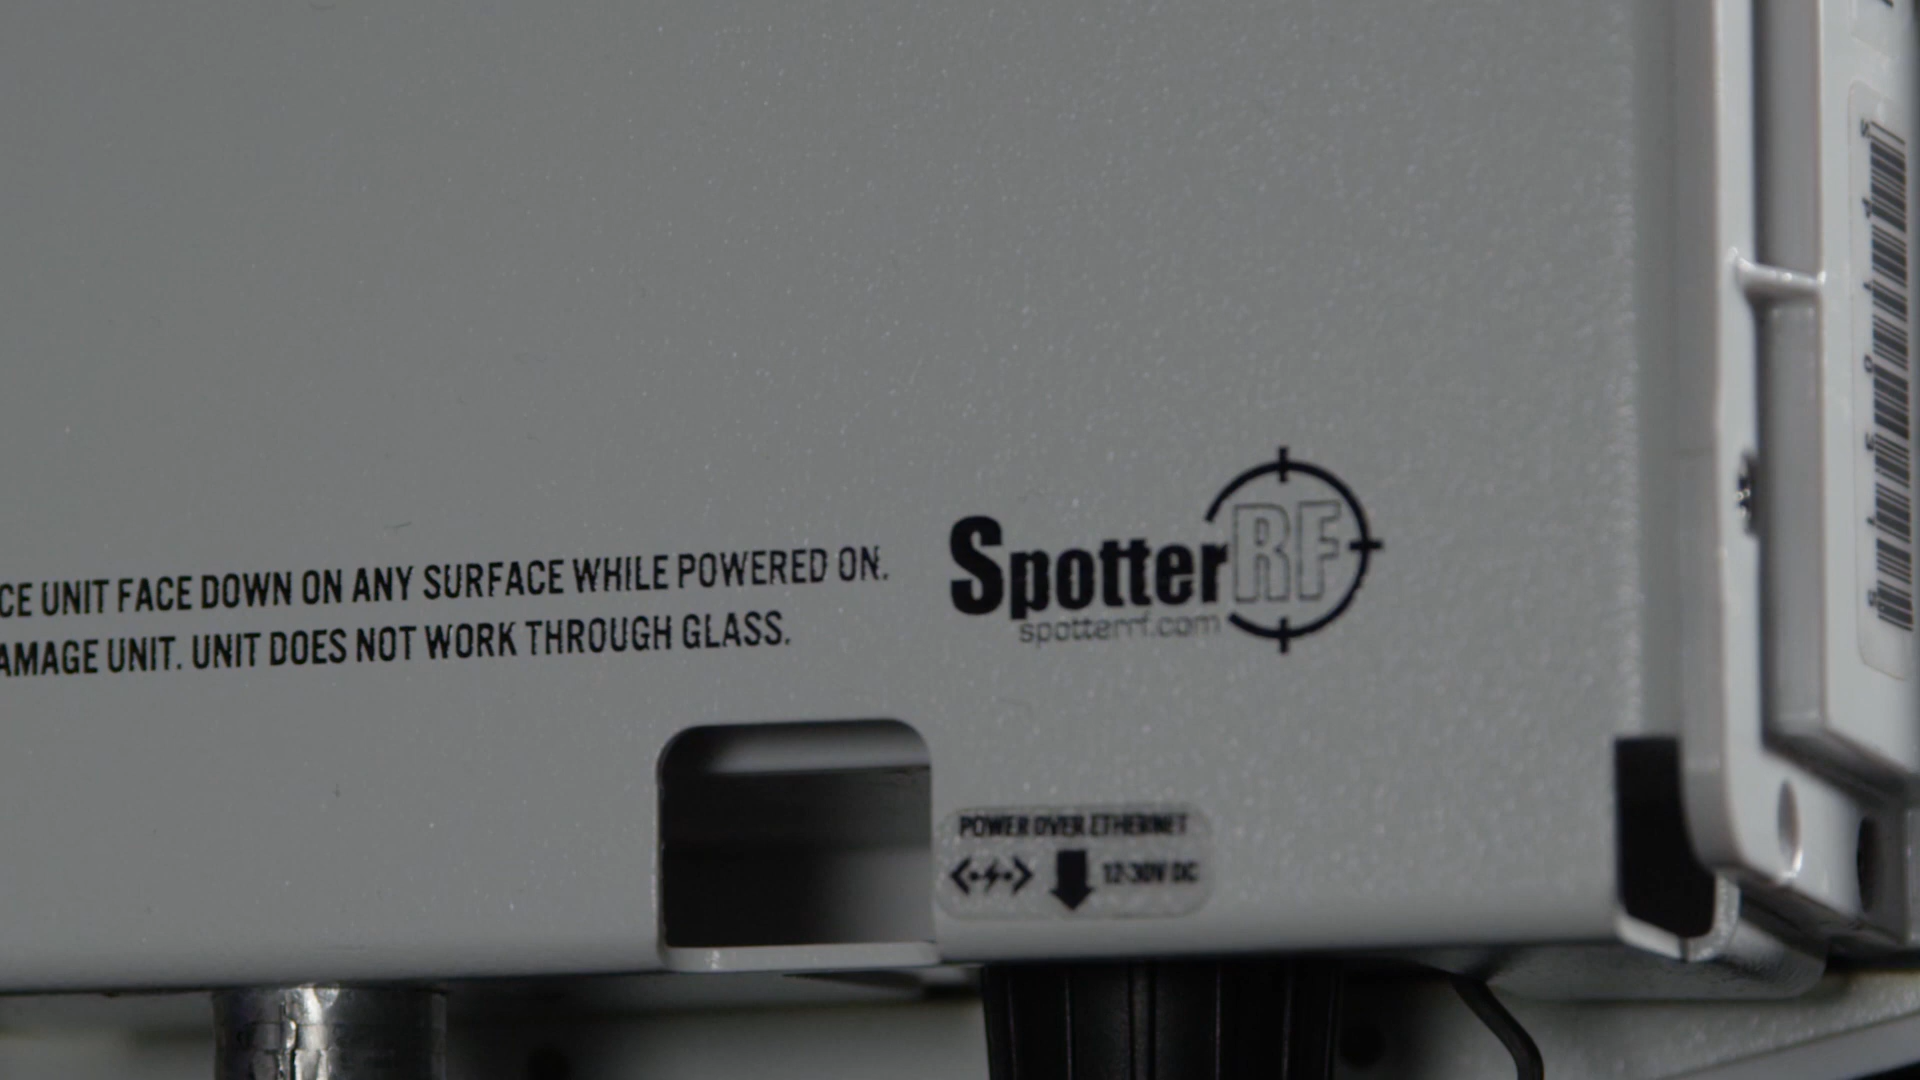 CE UNIT FACE DOWN ON ANY SURFACE WHILE POWERED ON.
AMAGE UNIT. UNIT DOES NOT WORK THROUGH GLASS.
SpotterRF
spotterrf.com
POWER OVER ETHERNET
12-30V DC